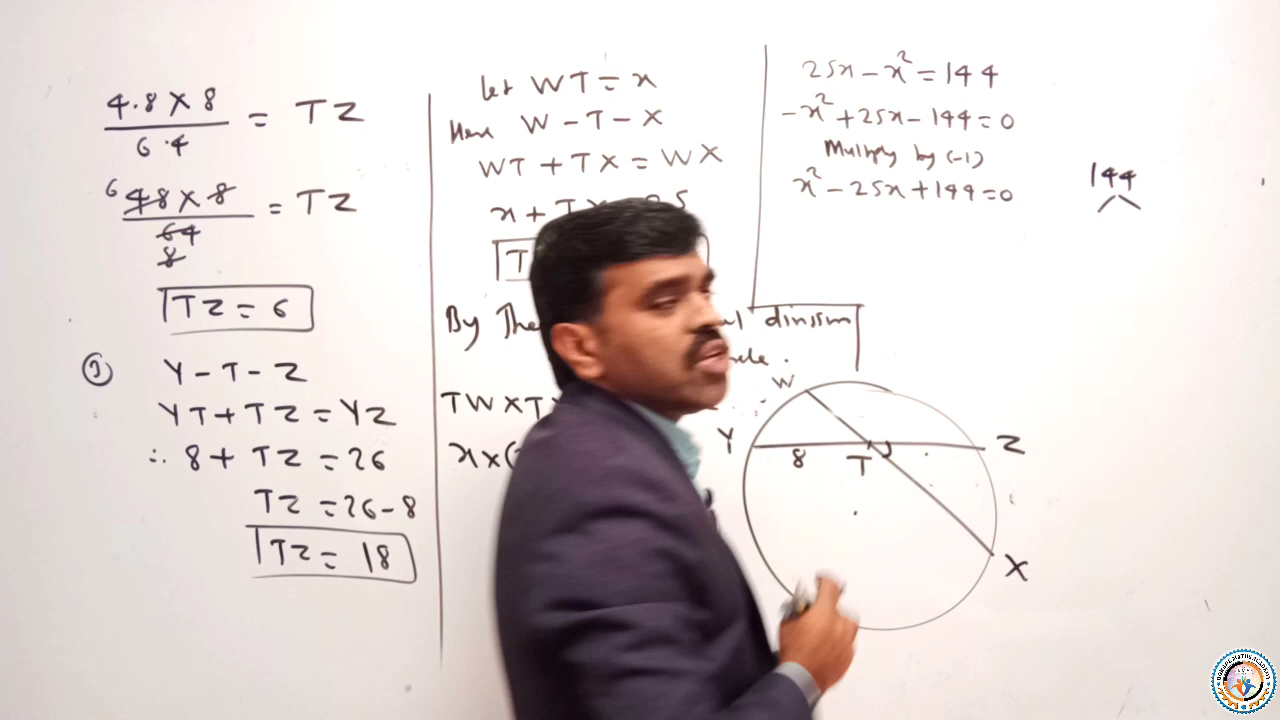 4.8 X 8 / 6.4 = TZ
6 48 X 8 / 64 = TZ
8
TZ = 6
Y - T - Z
YT + TZ = YZ
∴ 8 + TZ = 26
TZ = 26 - 8
TZ = 18
let WT = x
Here W - T - X
WT + TX = WX
x + T
T
By The
TW X T
x x (
25x - x² = 144
-x² + 25x - 144 = 0
Multiply by (-1)
x² - 25x + 144 = 0
144
W
Y
8
T
Z
X